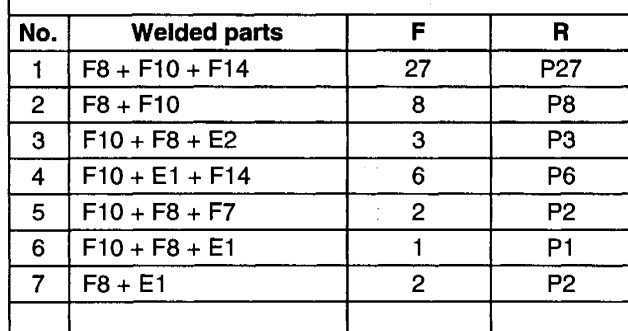 No. Welded parts F R
1 F8 + F10 + F14 27 P27
2 F8 + F10 8 P8
3 F10 + F8 + E2 3 P3
4 F10 + E1 + F14 6 P6
5 F10 + F8 + F7 2 P2
6 F10 + F8 + E1 1 P1
7 F8 + E1 2 P2